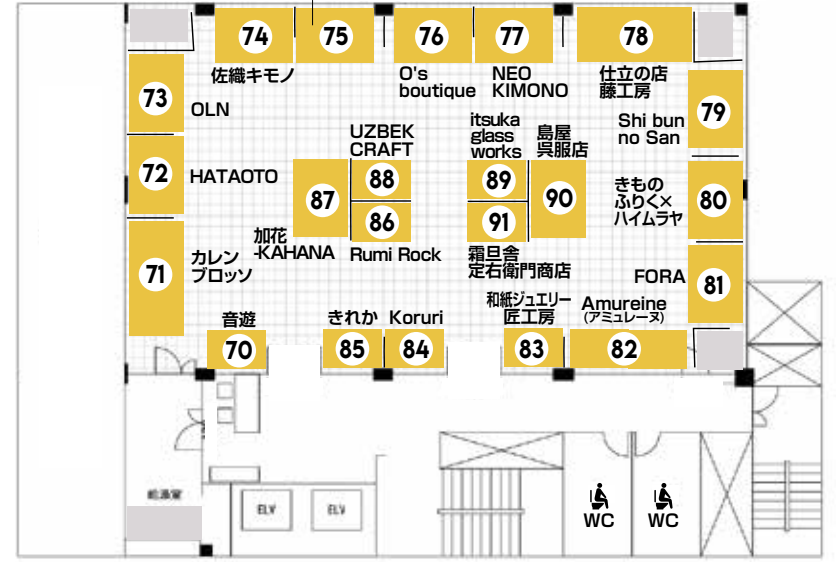 74
75
76
77
78
佐織キモノ
O's
boutique
NEO
KIMONO
仕立の店
藤工房
73
OLN
79
Shi bun
no San
72
HATAOTO
UZBEK
CRAFT
88
87
86
加花
-KAHANA
Rumi Rock
itsuka
glass
works
島屋
呉服店
89
90
91
霜旦舎
定右衛門商店
80
きもの
ふりく×
ハイムラヤ
71
カレン
ブロッソ
81
FORA
音遊
70
きれか
85
Koruri
84
和紙ジュエリー
匠工房
83
Amureine
(アミュレーヌ)
82
給湯室
ELV
ELV
WC
WC